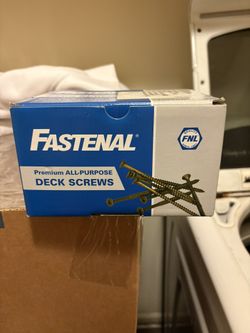 FASTENAL®
FNL
Premium ALL-PURPOSE
DECK SCREWS